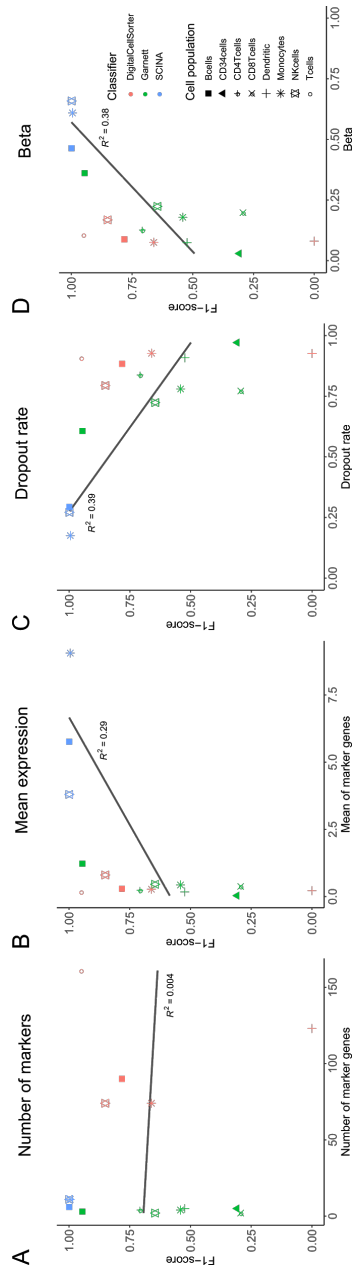 A
Number of markers
F1−score
1.00
0.75
0.50
0.25
0.00
R² = 0.004
0
50
100
150
Number of marker genes
B
Mean expression
F1−score
1.00
0.75
0.50
0.25
0.00
R² = 0.29
0.0
2.5
5.0
7.5
Mean of marker genes
C
Dropout rate
F1−score
1.00
0.75
0.50
0.25
0.00
R² = 0.39
0.00
0.25
0.50
0.75
1.00
Dropout rate
D
Beta
F1−score
1.00
0.75
0.50
0.25
0.00
R² = 0.38
0.00
0.25
0.50
0.75
1.00
Beta
Classifier
DigitalCellSorter
Garnett
SCINA
Cell population
Bcells
CD34cells
CD4Tcells
CD8Tcells
Dendritic
Monocytes
NKcells
Tcells